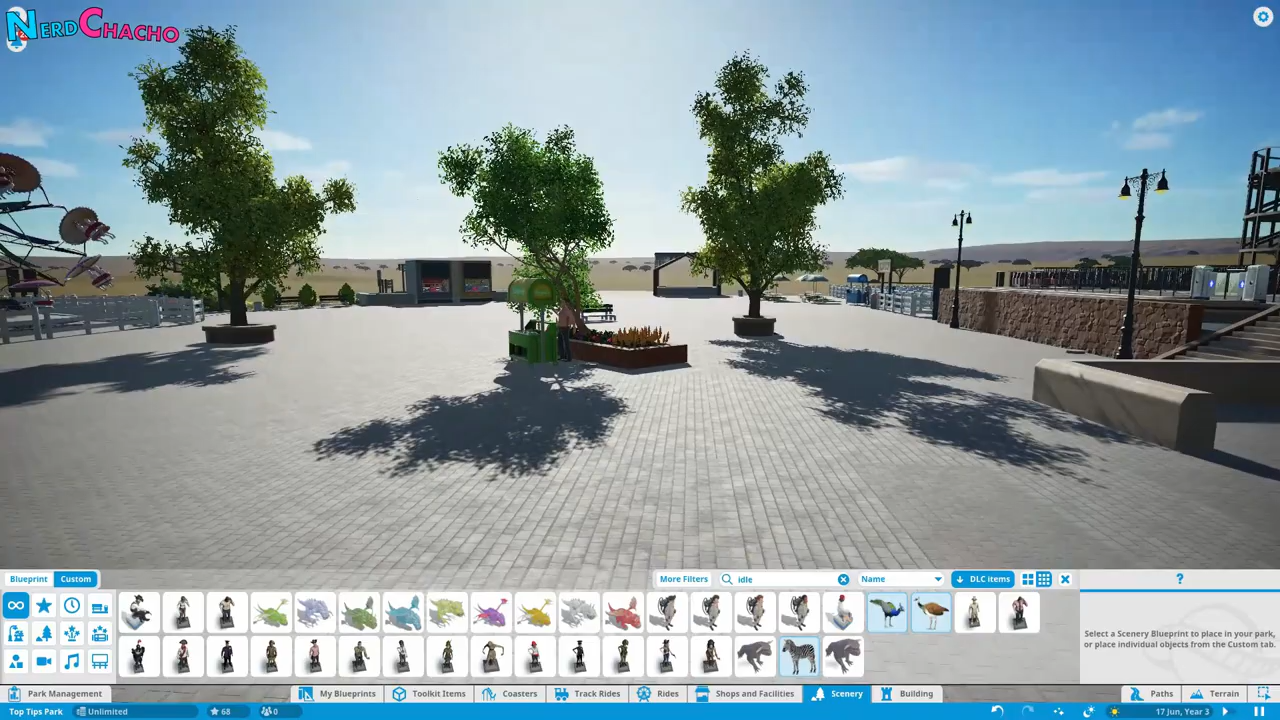 NERDCHACHO
Blueprint Custom More Filters idle Name DLC items
?
Select a Scenery Blueprint to place in your park,
or place individual objects from the Custom tab.
Park Management My Blueprints Toolkit Items Coasters Track Rides Rides Shops and Facilities Scenery Building Paths Terrain
Top Tips Park Unlimited 68 0 17 Jun, Year 3